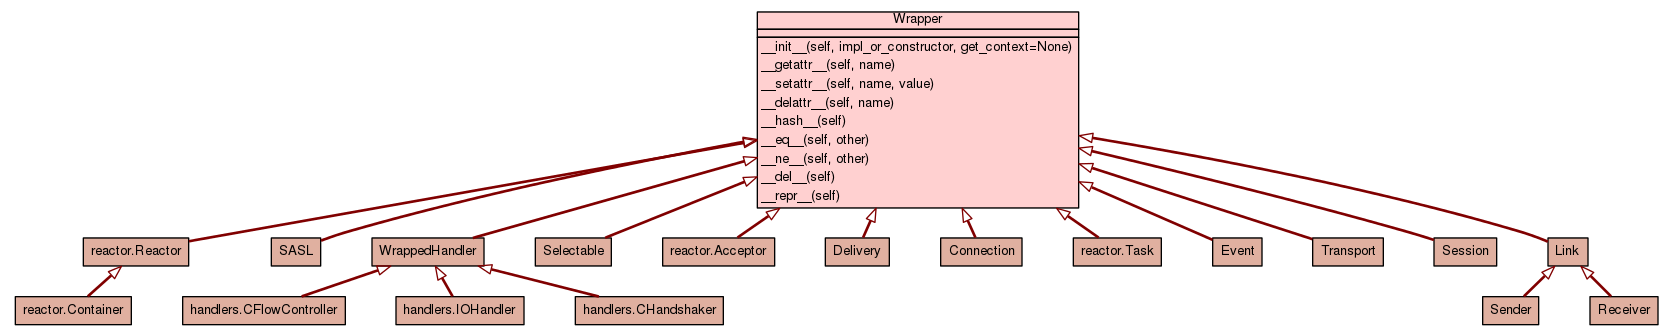 Wrapper
__init__(self, impl_or_constructor, get_context=None)
__getattr__(self, name)
__setattr__(self, name, value)
__delattr__(self, name)
__hash__(self)
__eq__(self, other)
__ne__(self, other)
__del__(self)
__repr__(self)
reactor.Reactor
SASL
WrappedHandler
Selectable
reactor.Acceptor
Delivery
Connection
reactor.Task
Event
Transport
Session
Link
reactor.Container
handlers.CFlowController
handlers.IOHandler
handlers.CHandshaker
Sender
Receiver